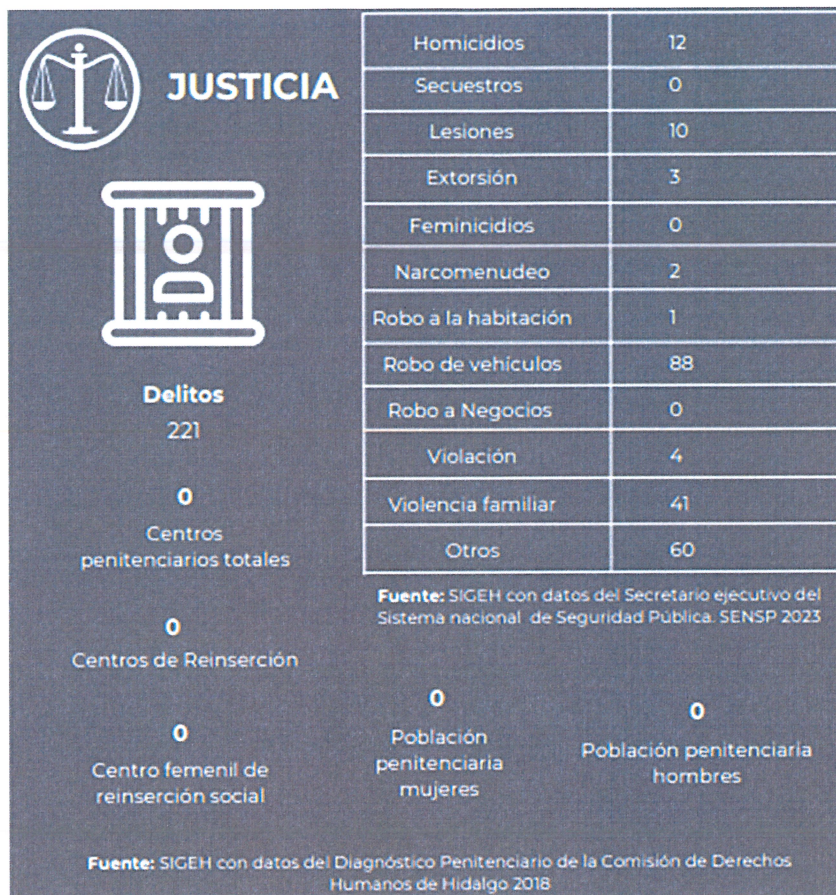 JUSTICIA
Delitos
221
0
Centros
penitenciarios totales
0
Centros de Reinserción
0
Centro femenil de
reinserción social
Homicidios 12
Secuestros 0
Lesiones 10
Extorsión 3
Feminicidios 0
Narcomenudeo 2
Robo a la habitación 1
Robo de vehículos 88
Robo a Negocios 0
Violación 4
Violencia familiar 41
Otros 60
Fuente: SIGEH con datos del Secretario ejecutivo del
Sistema nacional de Seguridad Pública. SENSP 2023
0
Población
penitenciaria
mujeres
0
Población penitenciaria
hombres
Fuente: SIGEH con datos del Diagnóstico Penitenciario de la Comisión de Derechos
Humanos de Hidalgo 2018